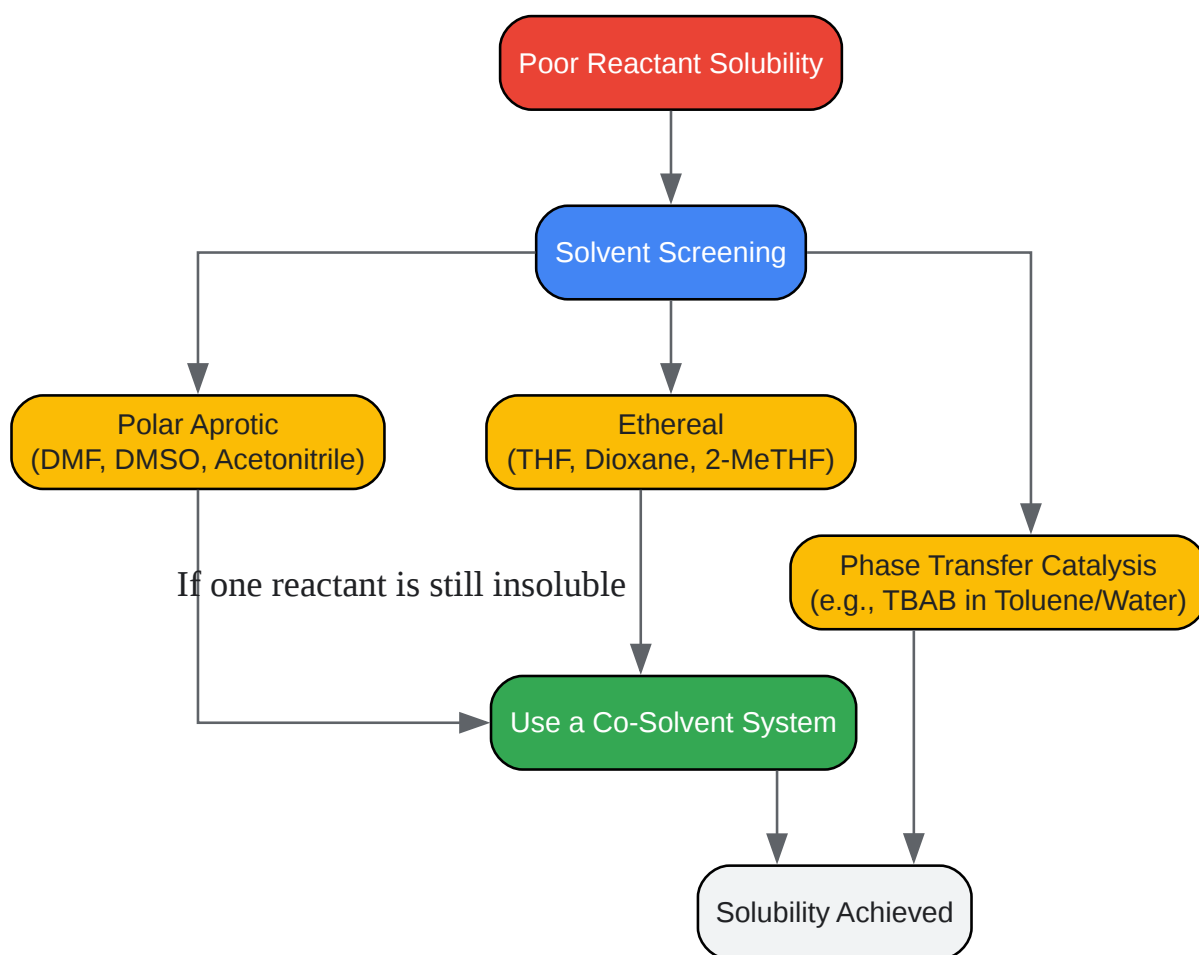 Poor Reactant Solubility
Solvent Screening
Polar Aprotic
(DMF, DMSO, Acetonitrile)
Ethereal
(THF, Dioxane, 2-MeTHF)
Phase Transfer Catalysis
(e.g., TBAB in Toluene/Water)
If one reactant is still insoluble
Use a Co-Solvent System
Solubility Achieved